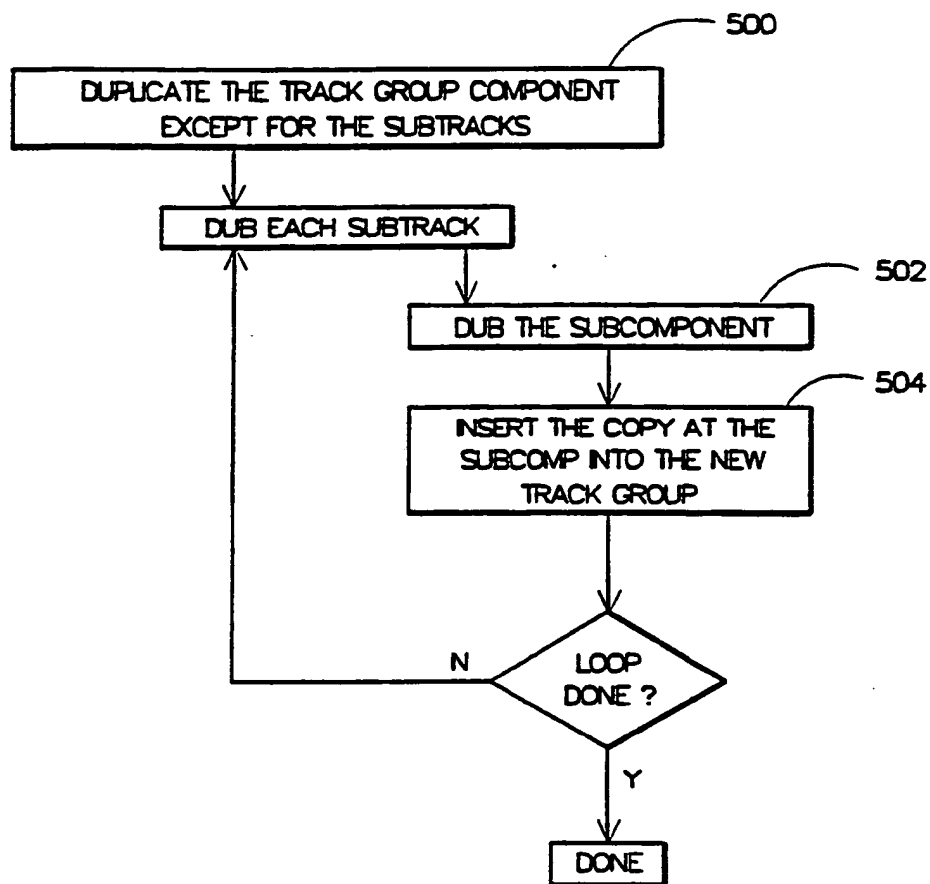 500
DUPLICATE THE TRACK GROUP COMPONENT
EXCEPT FOR THE SUBTRACKS
DUB EACH SUBTRACK
502
DUB THE SUBCOMPONENT
504
INSERT THE COPY AT THE
SUBCOMP INTO THE NEW
TRACK GROUP
N
LOOP
DONE ?
Y
DONE